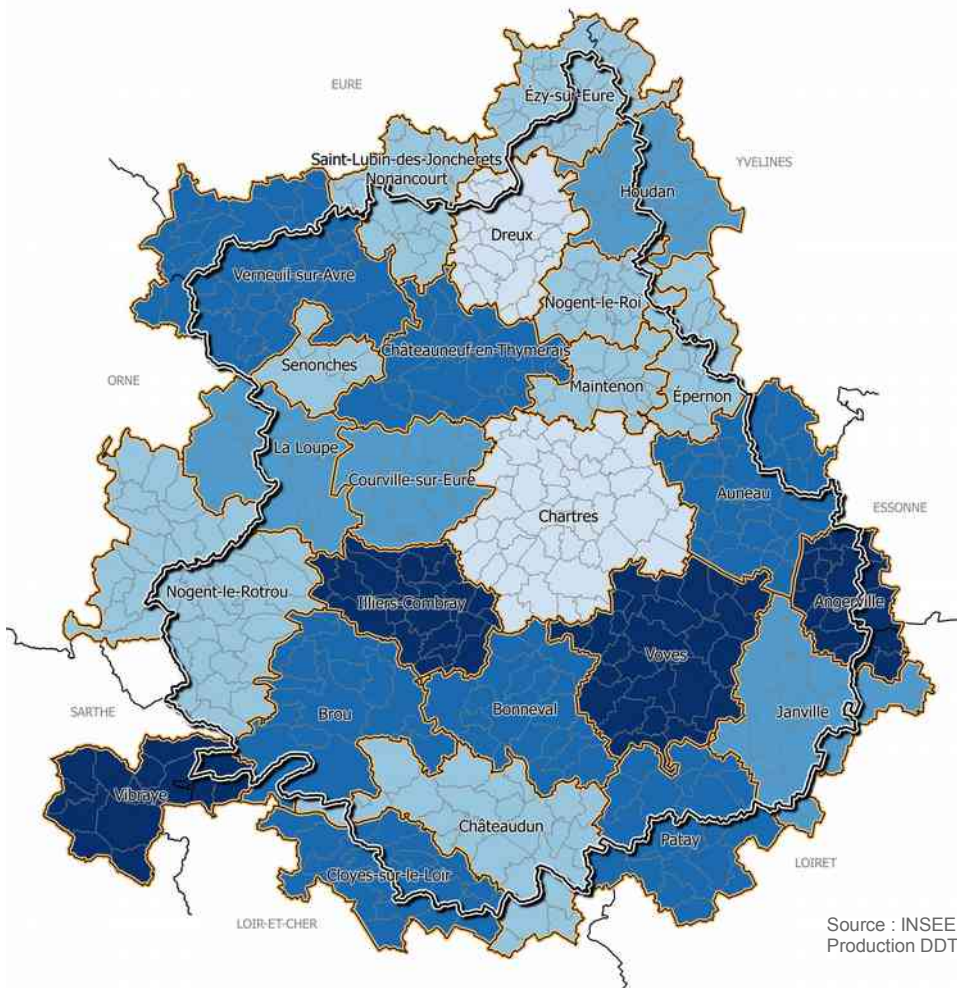 EURE
Ézy-sur-Eure
YVELINES
Saint-Lubin-des-Joncherets
Nonancourt
Houdan
Dreux
Verneuil-sur-Avre
Nogent-le-Roi
Châteauneuf-en-Thymerais
Senonches
Épernon
ORNE
Maintenon
La Loupe
Courville-sur-Eure
Auneau
ESSONNE
Chartres
Nogent-le-Rotrou
Illiers-Combray
Angerville
Voves
SARTHE
Brou
Bonneval
Janville
Vibraye
Châteaudun
Patay
LOIRET
Cloyes-sur-le-Loir
LOIR-ET-CHER
Source : INSEE
Production DDT